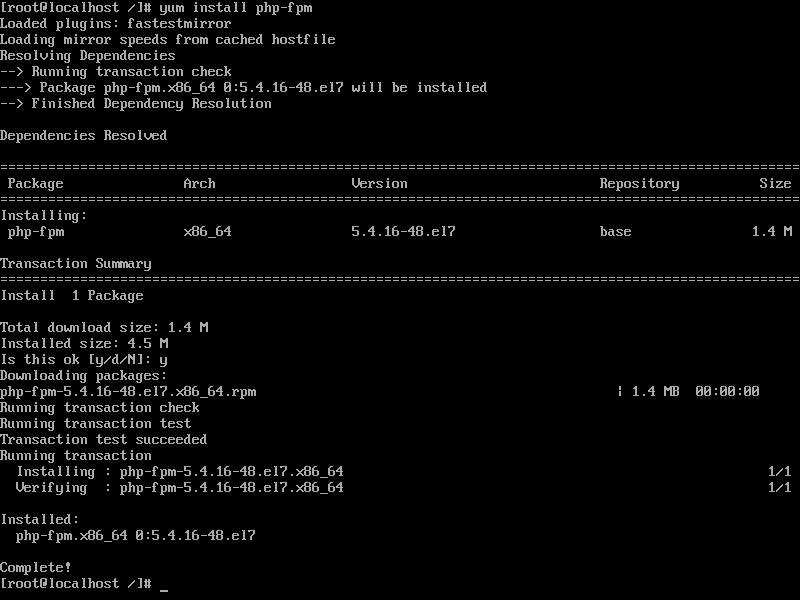 [root@localhost /]# yum install php-fpm
Loaded plugins: fastestmirror
Loading mirror speeds from cached hostfile
Resolving Dependencies
--> Running transaction check
---> Package php-fpm.x86_64 0:5.4.16-48.el7 will be installed
--> Finished Dependency Resolution

Dependencies Resolved

================================================================================
 Package               Arch                 Version                        Repository          Size
================================================================================
Installing:
 php-fpm               x86_64               5.4.16-48.el7                  base               1.4 M

Transaction Summary
================================================================================
Install  1 Package

Total download size: 1.4 M
Installed size: 4.5 M
Is this ok [y/d/N]: y
Downloading packages:
php-fpm-5.4.16-48.el7.x86_64.rpm                                             | 1.4 MB  00:00:00
Running transaction check
Running transaction test
Transaction test succeeded
Running transaction
  Installing : php-fpm-5.4.16-48.el7.x86_64                                                     1/1
  Verifying  : php-fpm-5.4.16-48.el7.x86_64                                                     1/1

Installed:
  php-fpm.x86_64 0:5.4.16-48.el7

Complete!
[root@localhost /]# _